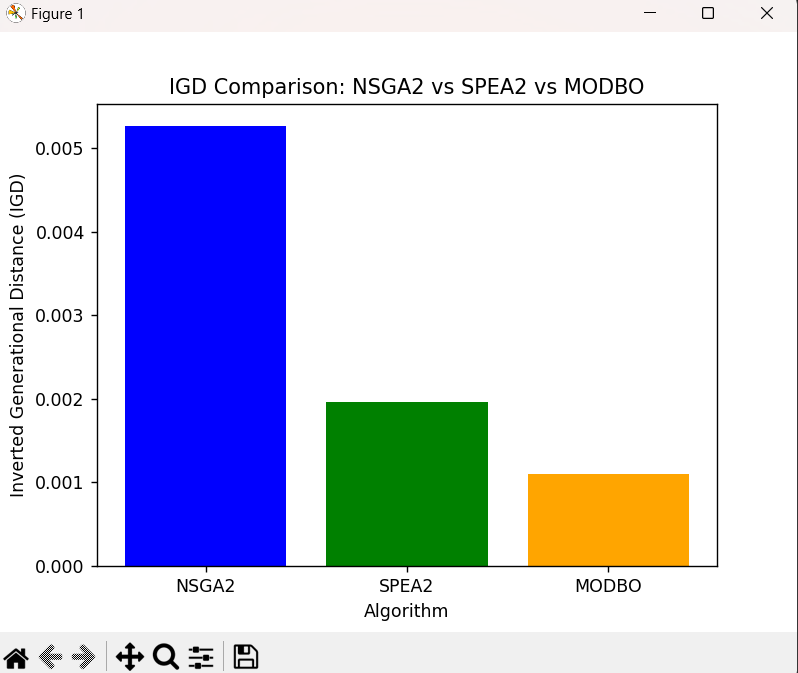 Figure 1
IGD Comparison: NSGA2 vs SPEA2 vs MODBO
Inverted Generational Distance (IGD)
0.005
0.004
0.003
0.002
0.001
0.000
NSGA2
SPEA2
MODBO
Algorithm